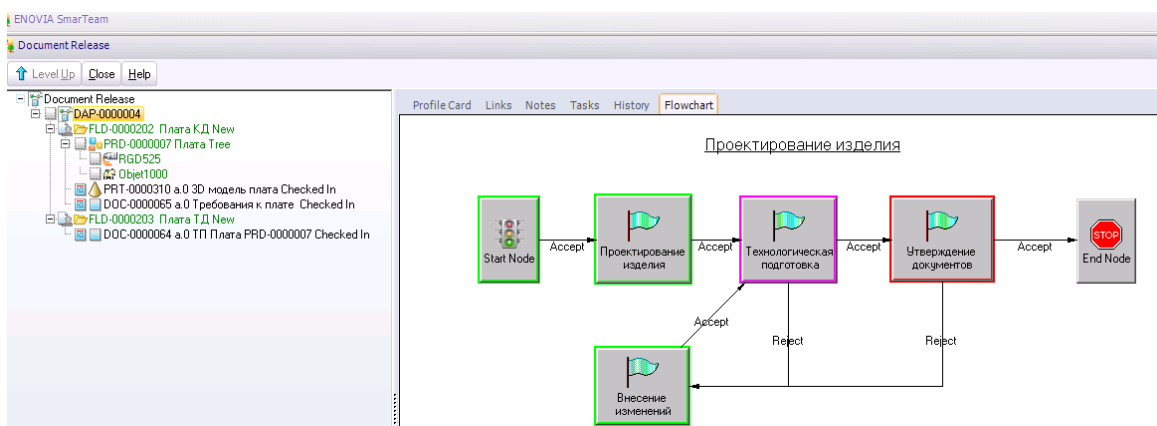 ENOVIA SmarTeam
Document Release
Level Up Close Help
Document Release
DAP-0000004
FLD-0000202 Плата КД New
PRD-0000007 Плата Tree
RGD525
Objet1000
PRT-0000310 a.0 3D модель плата Checked In
DOC-0000065 a.0 Требования к плате Checked In
FLD-0000203 Плата ТД New
DOC-0000064 a.0 ТП Плата PRD-0000007 Checked In
Profile Card Links Notes Tasks History Flowchart
Проектирование изделия
Start Node
Accept
Проектирование
изделия
Accept
Технологическая
подготовка
Accept
Утверждение
документов
Accept
STOP
End Node
Accept
Reject
Reject
Внесение
изменений